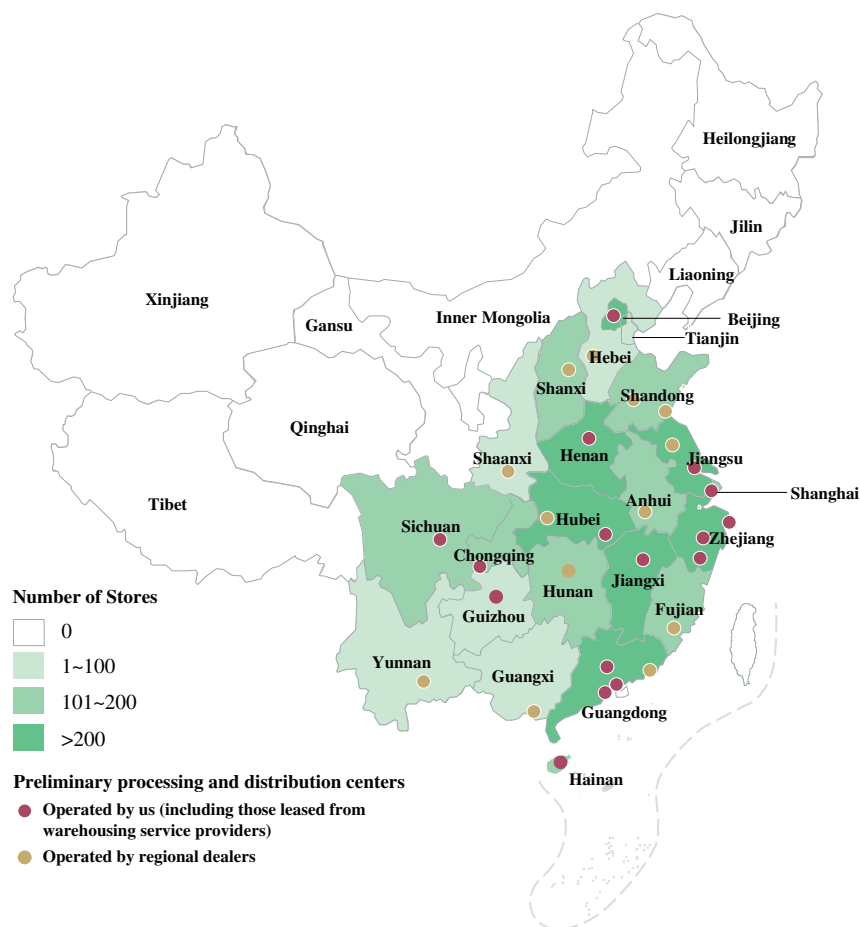 Heilongjiang
Jilin
Liaoning
Xinjiang
Gansu
Inner Mongolia
Beijing
Tianjin
Hebei
Shanxi
Shandong
Qinghai
Shaanxi
Henan
Jiangsu
Tibet
Shanghai
Anhui
Sichuan
Hubei
Zhejiang
Chongqing
Jiangxi
Hunan
Guizhou
Fujian
Yunnan
Guangxi
Guangdong
Hainan
Number of Stores
0
1~100
101~200
>200
Preliminary processing and distribution centers
Operated by us (including those leased from
warehousing service providers)
Operated by regional dealers